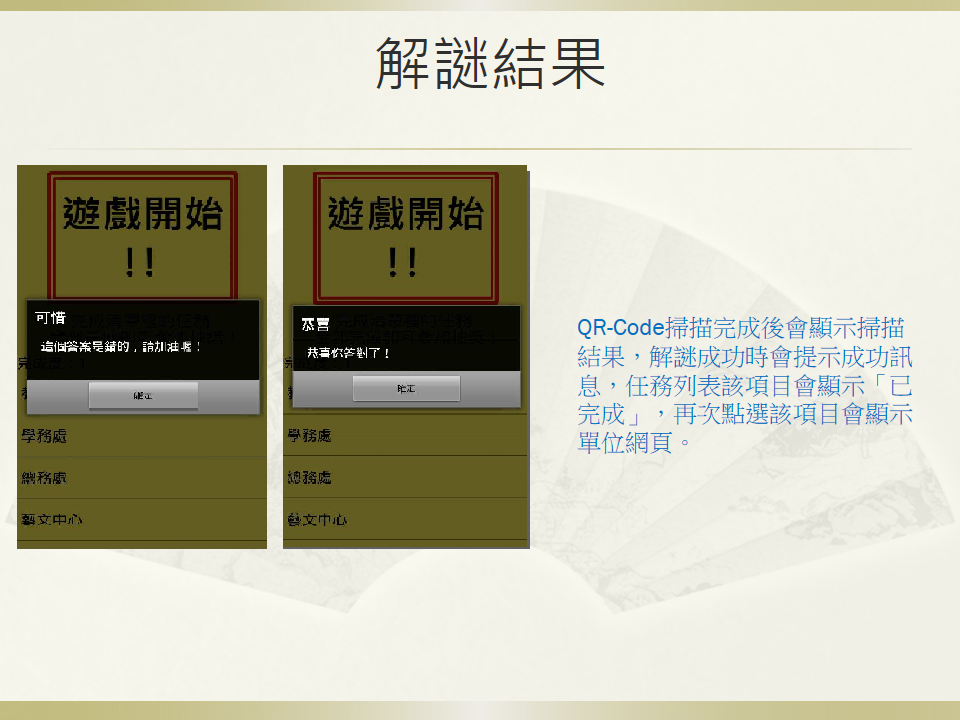 解謎結果
遊戲開始
!!
可惜
這個答案是錯的，請加油喔！
確定
學務處
總務處
藝文中心
遊戲開始
!!
恭喜
恭喜你答對了！
確定
學務處
總務處
藝文中心
QR-Code掃描完成後會顯示掃描
結果，解謎成功時會提示成功訊
息，任務列表該項目會顯示「已
完成」，再次點選該項目會顯示
單位網頁。